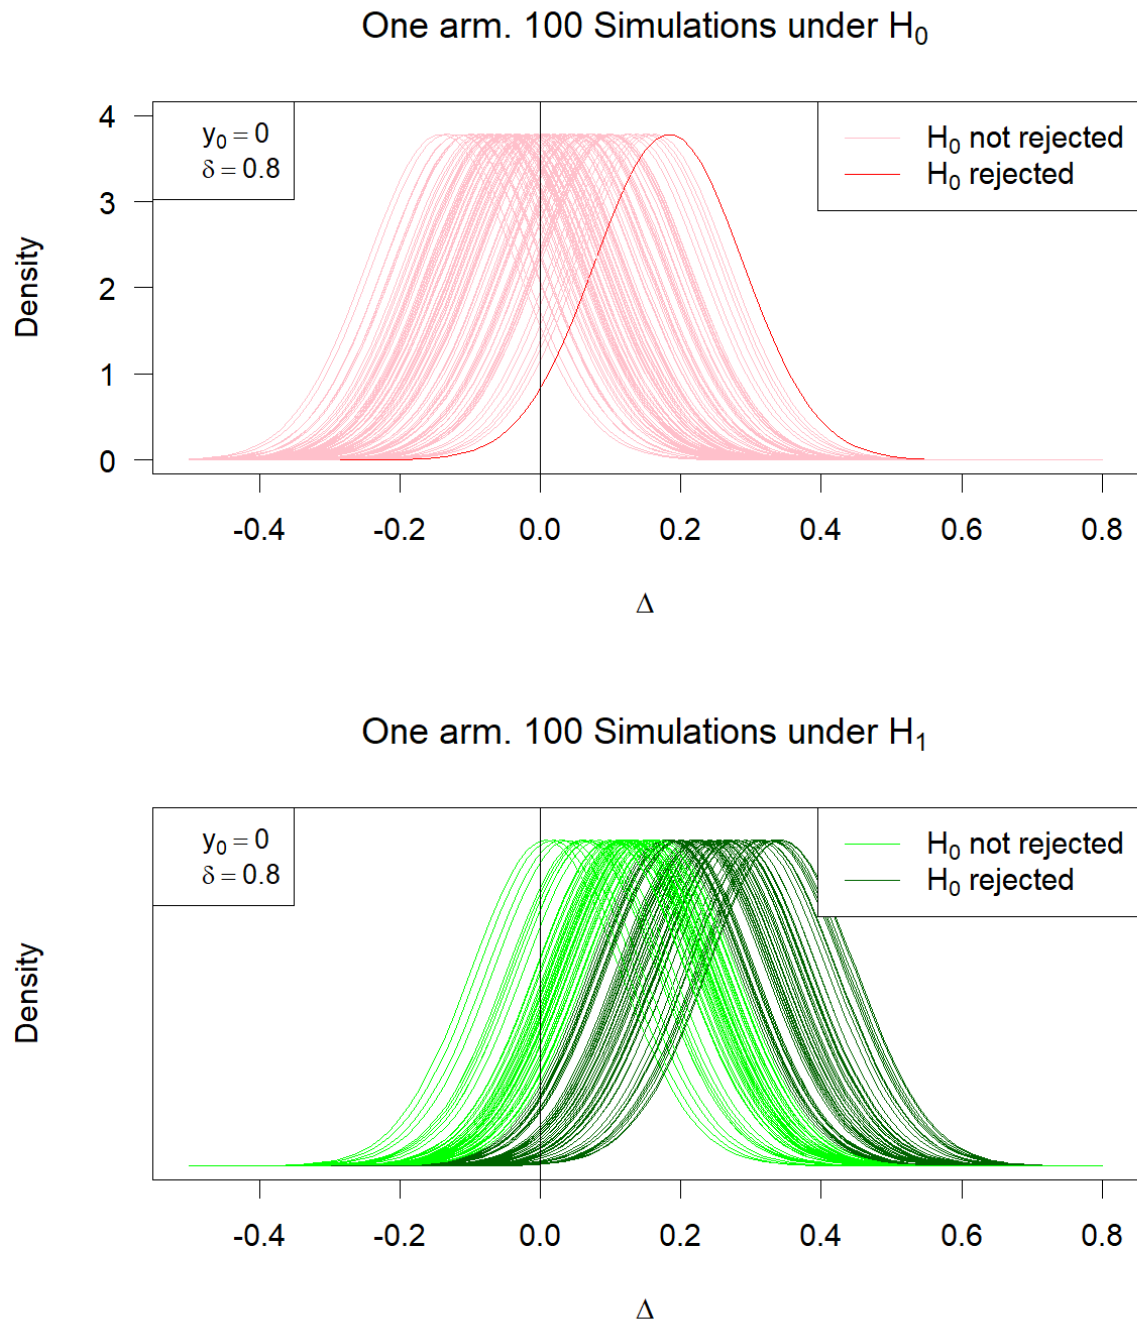 One arm. 100 Simulations under H₀
y₀ = 0
δ = 0.8
H₀ not rejected
H₀ rejected
Density
4
3
2
1
0
-0.4 -0.2 0.0 0.2 0.4 0.6 0.8
Δ
One arm. 100 Simulations under H₁
y₀ = 0
δ = 0.8
H₀ not rejected
H₀ rejected
Density
-0.4 -0.2 0.0 0.2 0.4 0.6 0.8
Δ